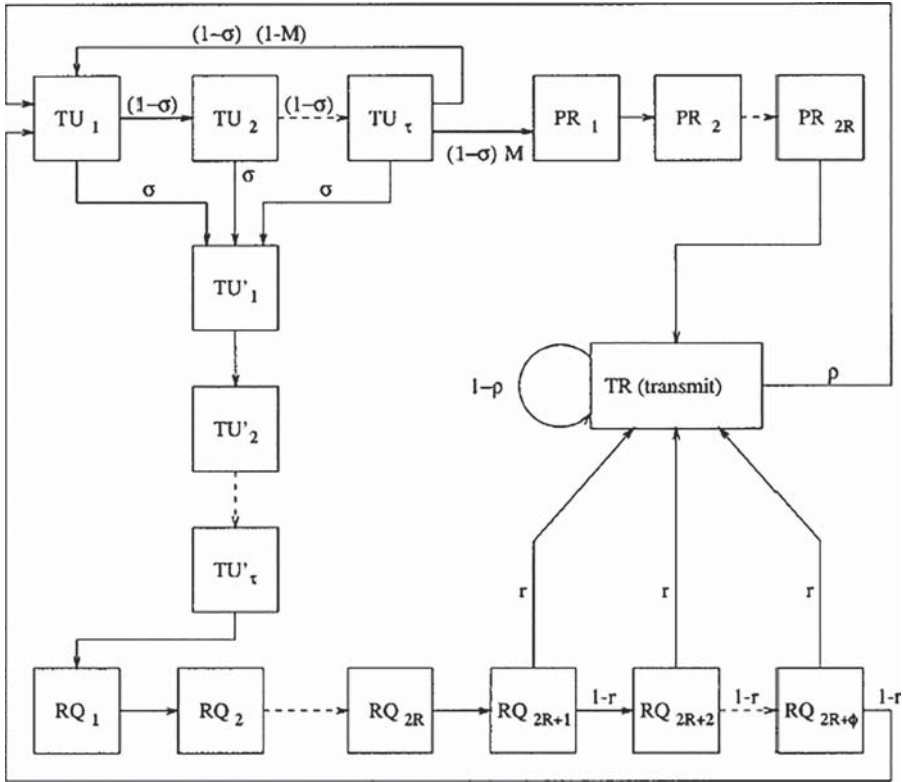 (1-σ) (1-M)
TU 1
(1-σ)
TU 2
(1-σ)
TU τ
(1-σ) M
PR 1
PR 2
PR 2R
σ
σ
σ
TU' 1
TU' 2
TU' τ
1-ρ
TR (transmit)
ρ
r
r
r
RQ 1
RQ 2
RQ 2R
RQ 2R+1
1-r
RQ 2R+2
1-r
RQ 2R+ϕ
1-r